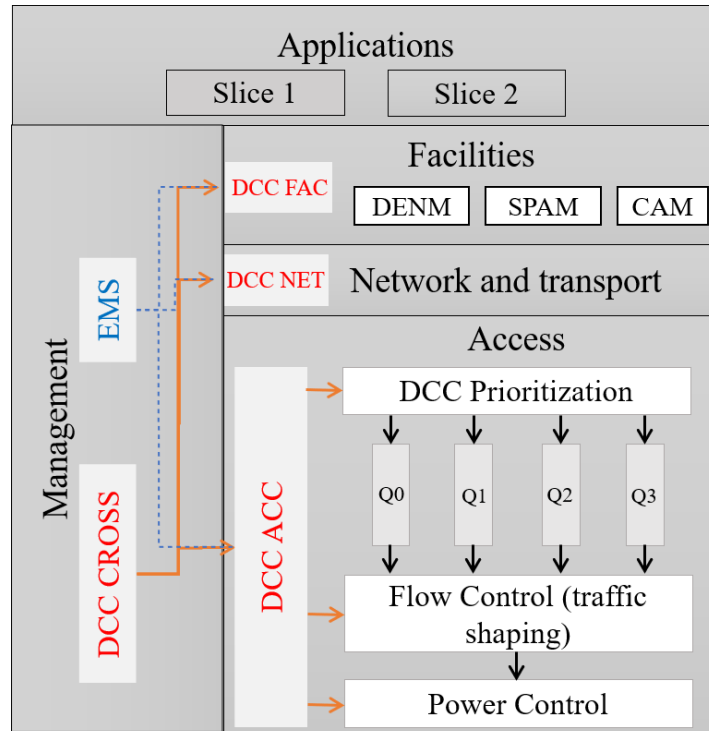 Applications
Slice 1
Slice 2
Management
EMS
DCC CROSS
Facilities
DCC FAC
DENM
SPAM
CAM
DCC NET
Network and transport
Access
DCC ACC
DCC Prioritization
Q0
Q1
Q2
Q3
Flow Control (traffic
shaping)
Power Control